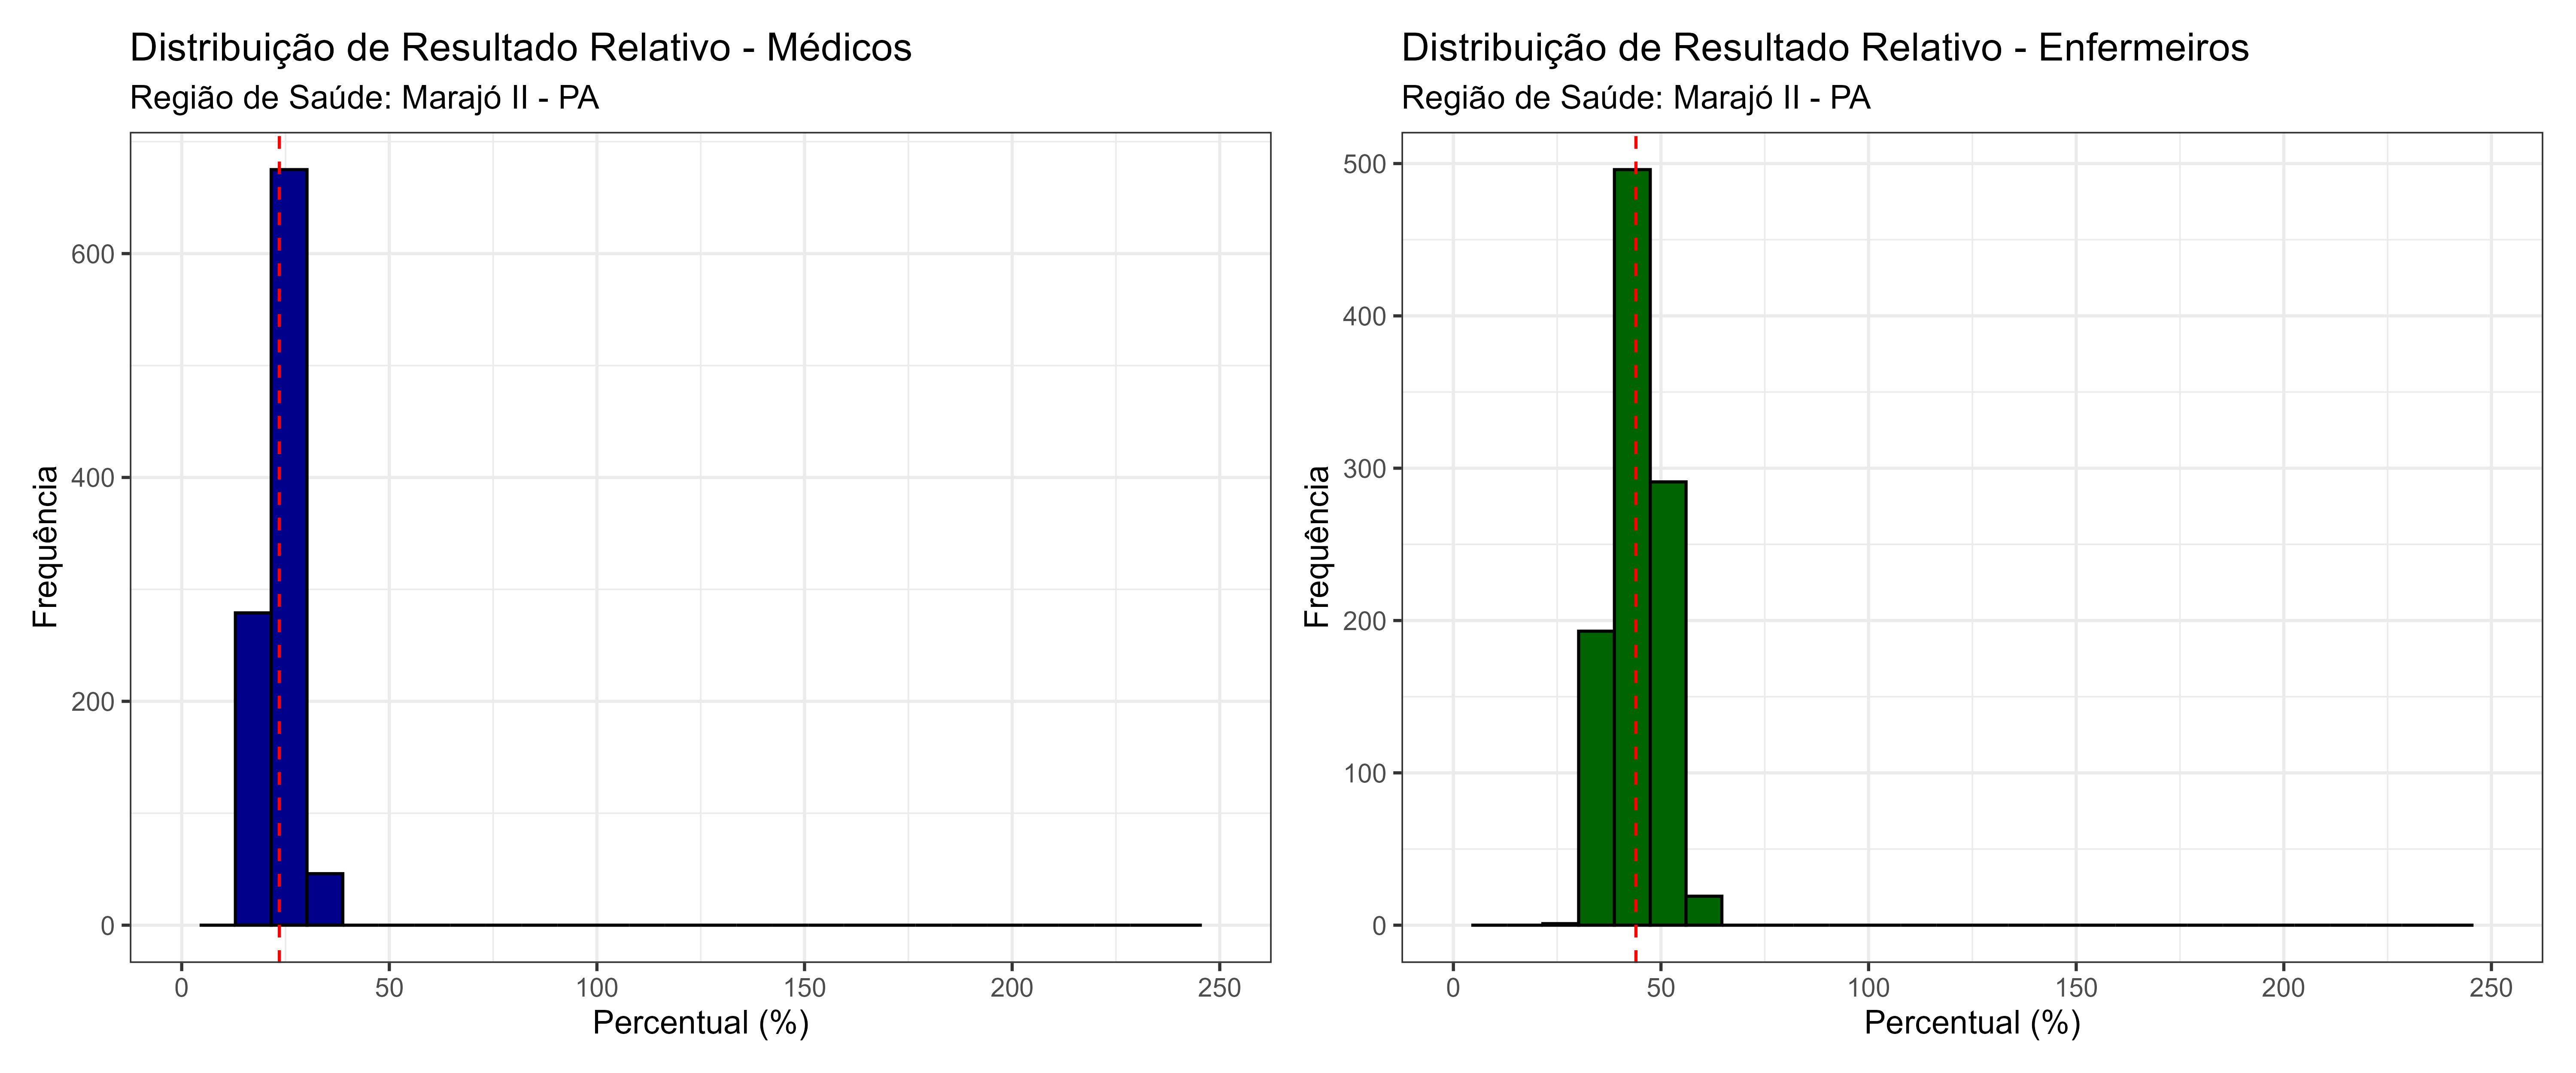 Distribuição de Resultado Relativo - Médicos
Região de Saúde: Marajó II - PA
Frequência
600
400
200
0
0 50 100 150 200 250
Percentual (%)
Distribuição de Resultado Relativo - Enfermeiros
Região de Saúde: Marajó II - PA
Frequência
500
400
300
200
100
0
0 50 100 150 200 250
Percentual (%)